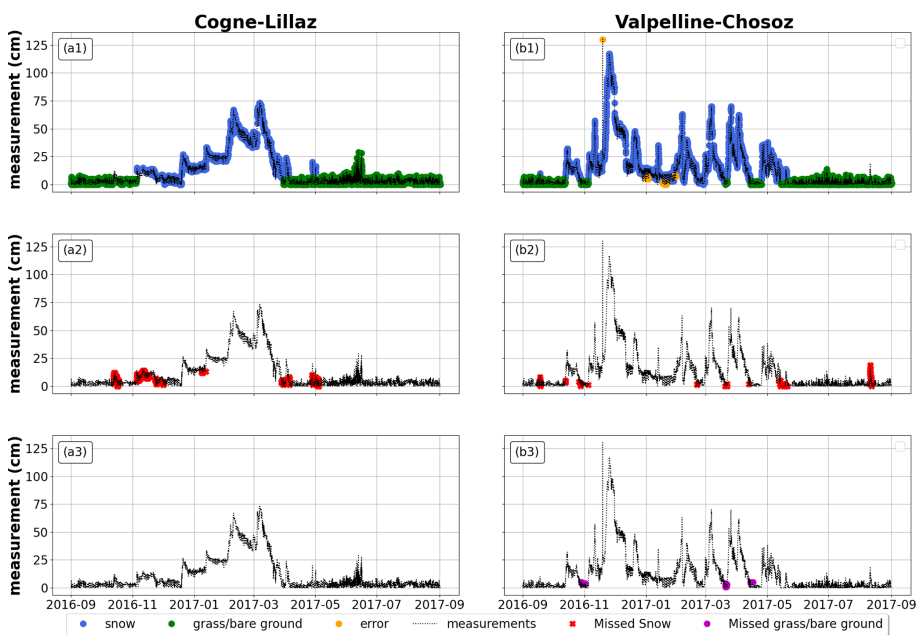 Cogne-Lillaz
Valpelline-Chosoz
measurement (cm)
125
100
75
50
25
0
(a1)
(b1)
measurement (cm)
125
100
75
50
25
0
(a2)
(b2)
measurement (cm)
125
100
75
50
25
0
(a3)
(b3)
2016-09 2016-11 2017-01 2017-03 2017-05 2017-07 2017-09
2016-09 2016-11 2017-01 2017-03 2017-05 2017-07 2017-09
snow grass/bare ground error measurements Missed Snow Missed grass/bare ground